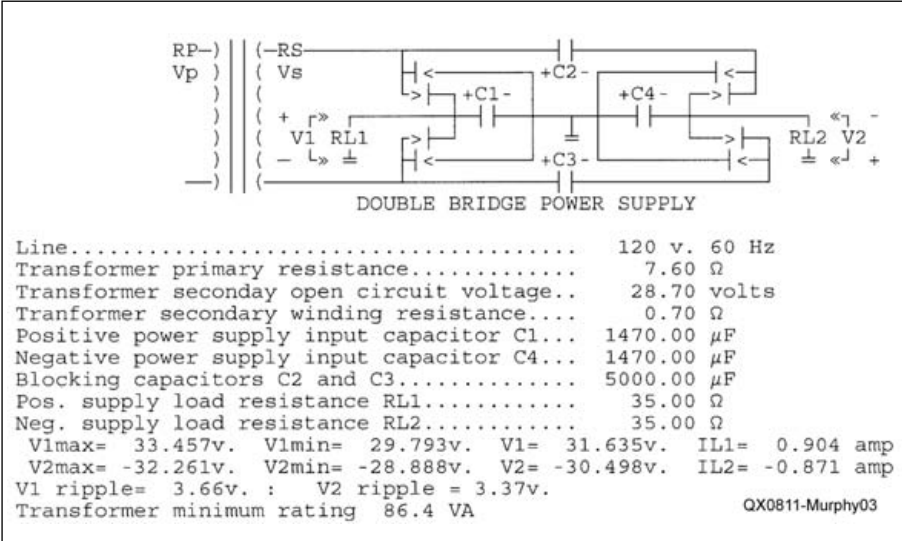 RP
RS
Vp
Vs
+C2-
+C1-
+C4-
+
-
V1
RL1
RL2
V2
-
+
+C3-
DOUBLE BRIDGE POWER SUPPLY
Line........................................ 120 v. 60 Hz
Transformer primary resistance............. 7.60 Ω
Transformer seconday open circuit voltage.. 28.70 volts
Tranformer secondary winding resistance.... 0.70 Ω
Positive power supply input capacitor C1... 1470.00 μF
Negative power supply input capacitor C4... 1470.00 μF
Blocking capacitors C2 and C3.............. 5000.00 μF
Pos. supply load resistance RL1............ 35.00 Ω
Neg. supply load resistance RL2............ 35.00 Ω
V1max= 33.457v. V1min= 29.793v. V1= 31.635v. IL1= 0.904 amp
V2max= -32.261v. V2min= -28.888v. V2= -30.498v. IL2= -0.871 amp
V1 ripple= 3.66v. : V2 ripple = 3.37v.
Transformer minimum rating 86.4 VA
QX0811-Murphy03